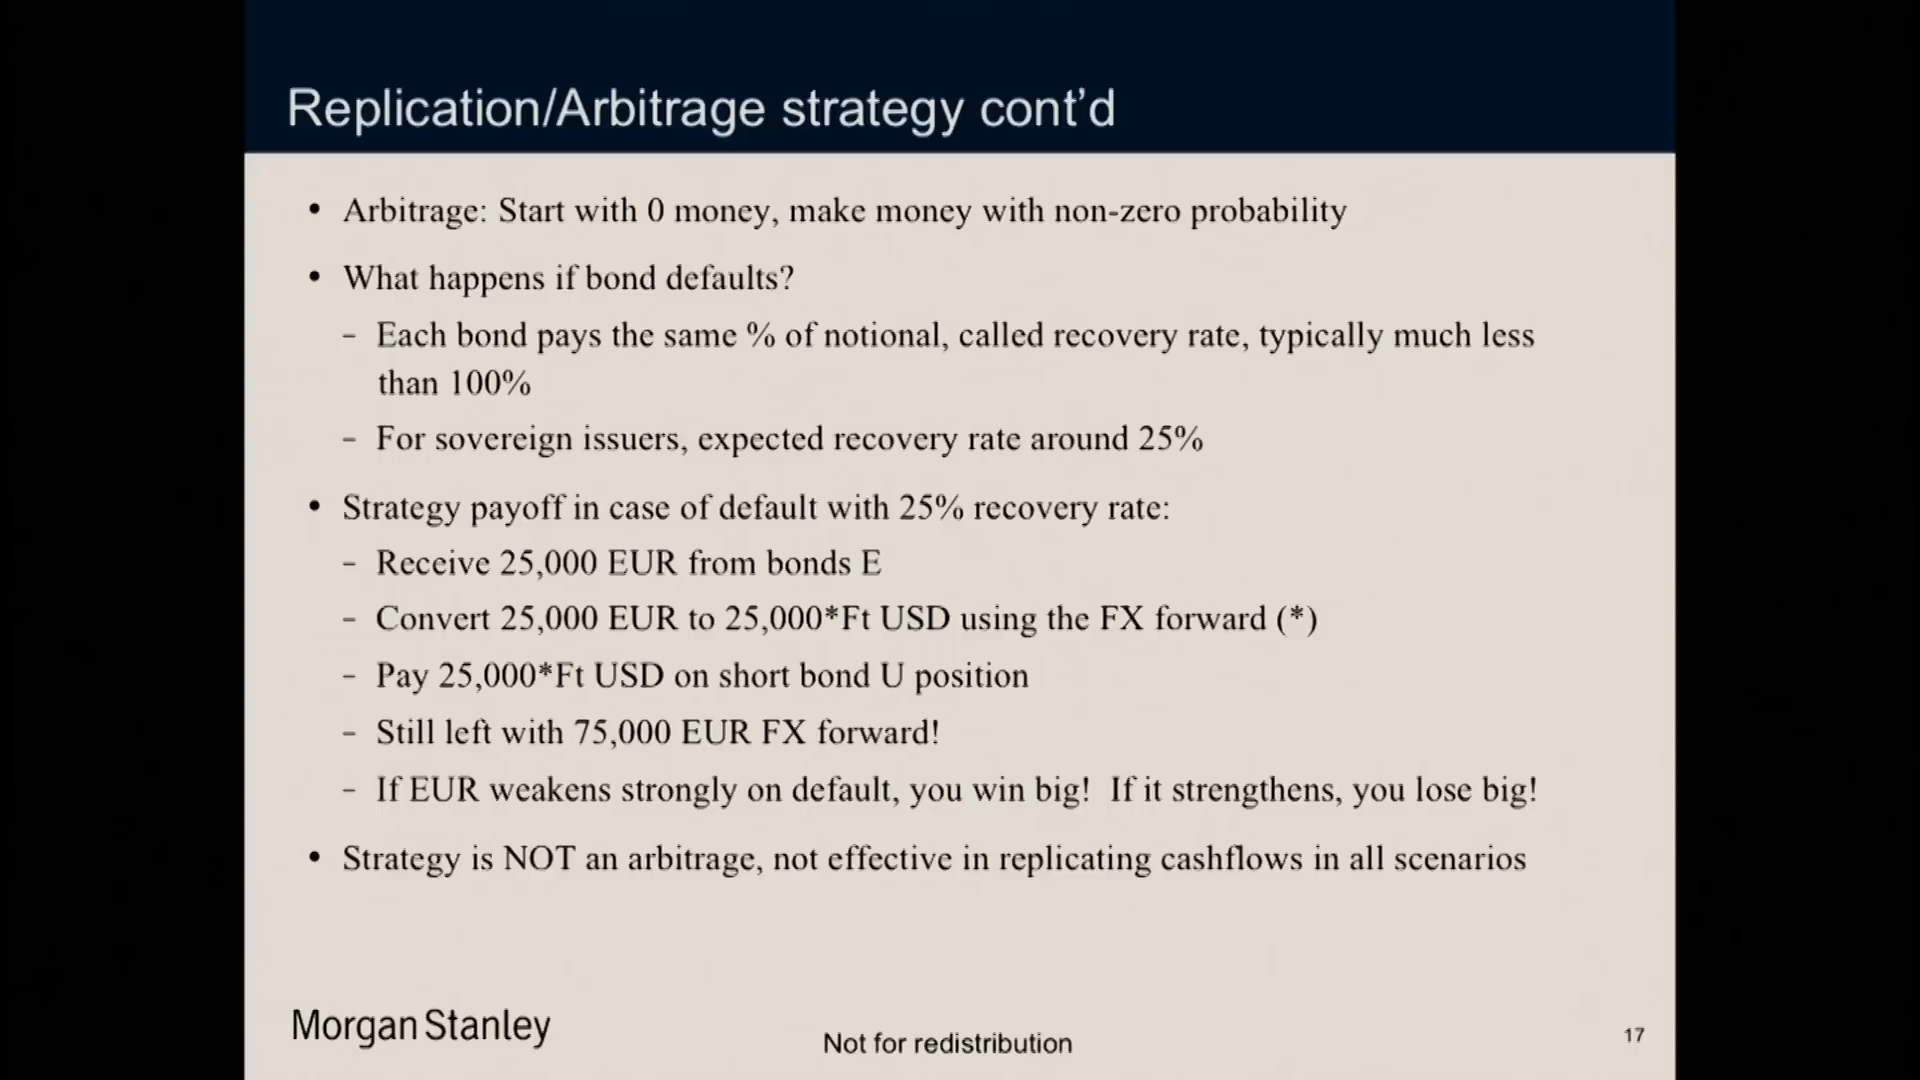 Replication/Arbitrage strategy cont’d
• Arbitrage: Start with 0 money, make money with non-zero probability
• What happens if bond defaults?
– Each bond pays the same % of notional, called recovery rate, typically much less
than 100%
– For sovereign issuers, expected recovery rate around 25%
• Strategy payoff in case of default with 25% recovery rate:
– Receive 25,000 EUR from bonds E
– Convert 25,000 EUR to 25,000*Ft USD using the FX forward (*)
– Pay 25,000*Ft USD on short bond U position
– Still left with 75,000 EUR FX forward!
– If EUR weakens strongly on default, you win big! If it strengthens, you lose big!
• Strategy is NOT an arbitrage, not effective in replicating cashflows in all scenarios
Morgan Stanley
Not for redistribution
17